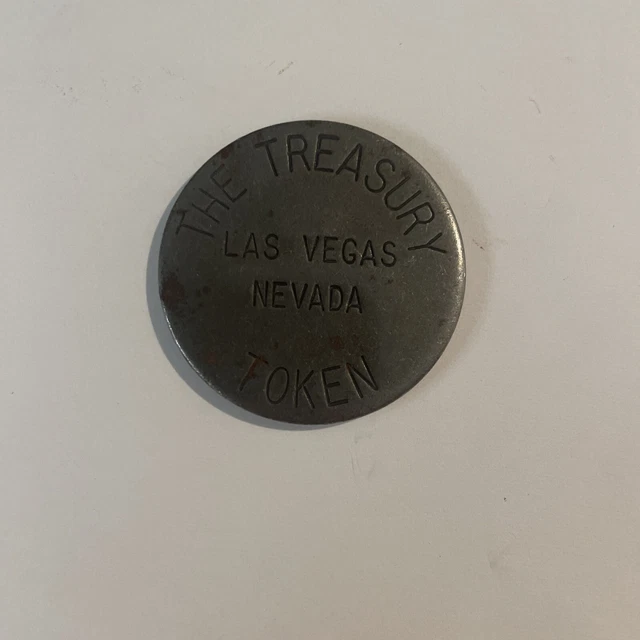 THE TREASURY
LAS VEGAS
NEVADA
TOKEN